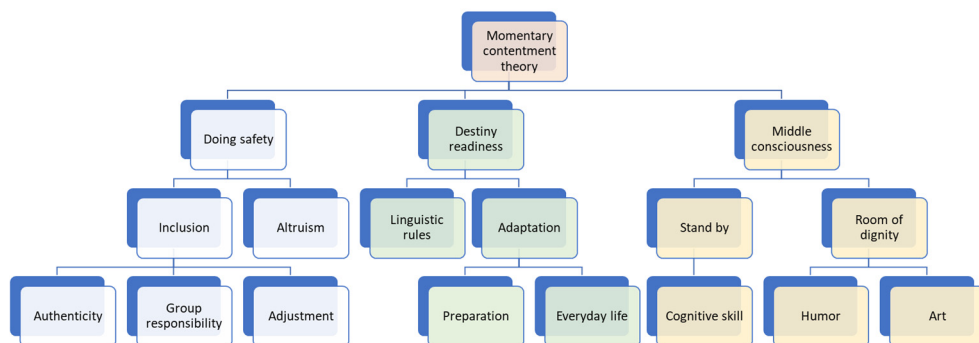 Momentary
contentment
theory
Doing safety
Destiny
readiness
Middle
consciousness
Inclusion
Altruism
Linguistic
rules
Adaptation
Stand by
Room of
dignity
Authenticity
Group
responsibility
Adjustment
Preparation
Everyday life
Cognitive skill
Humor
Art